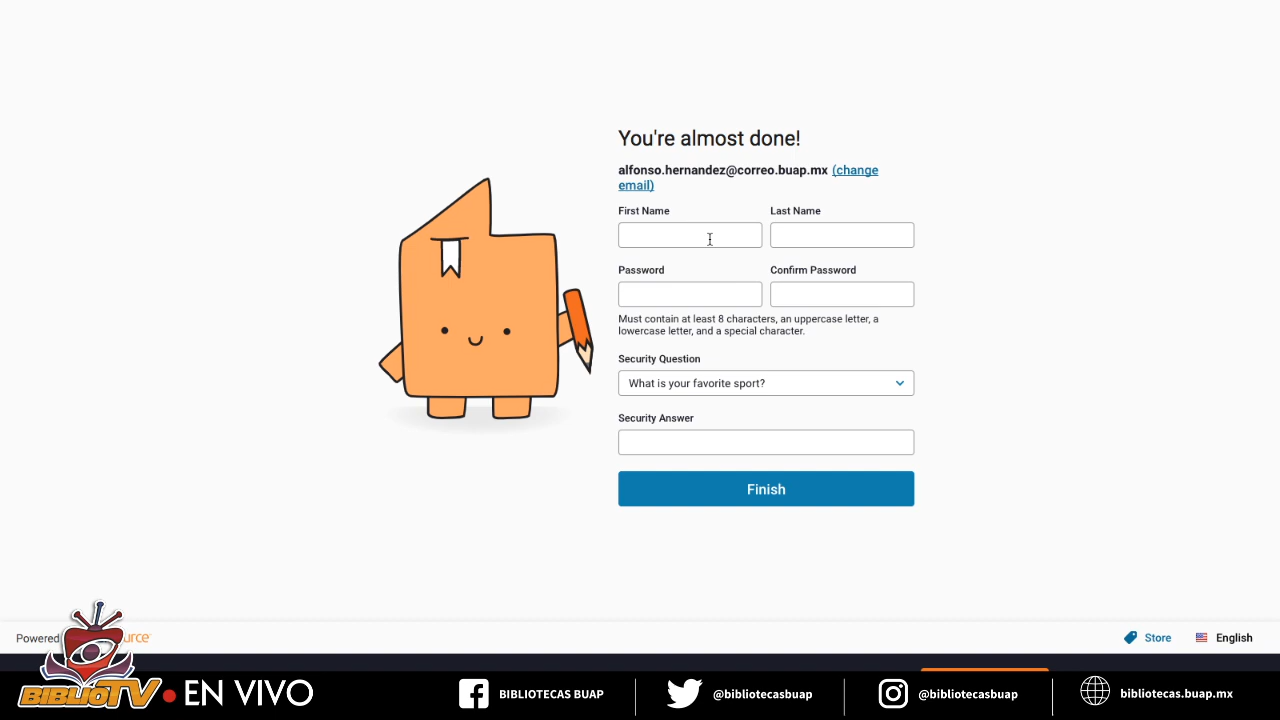 You're almost done!
alfonso.hernandez@correo.buap.mx (change
email)
First Name
Last Name
Password
Confirm Password
Must contain at least 8 characters, an uppercase letter, a
lowercase letter, and a special character.
Security Question
What is your favorite sport?
Security Answer
Finish
Powered
urce
Store
English
BIBLIOTV
EN VIVO
BIBLIOTECAS BUAP
@bibliotecasbuap
@bibliotecasbuap
bibliotecas.buap.mx